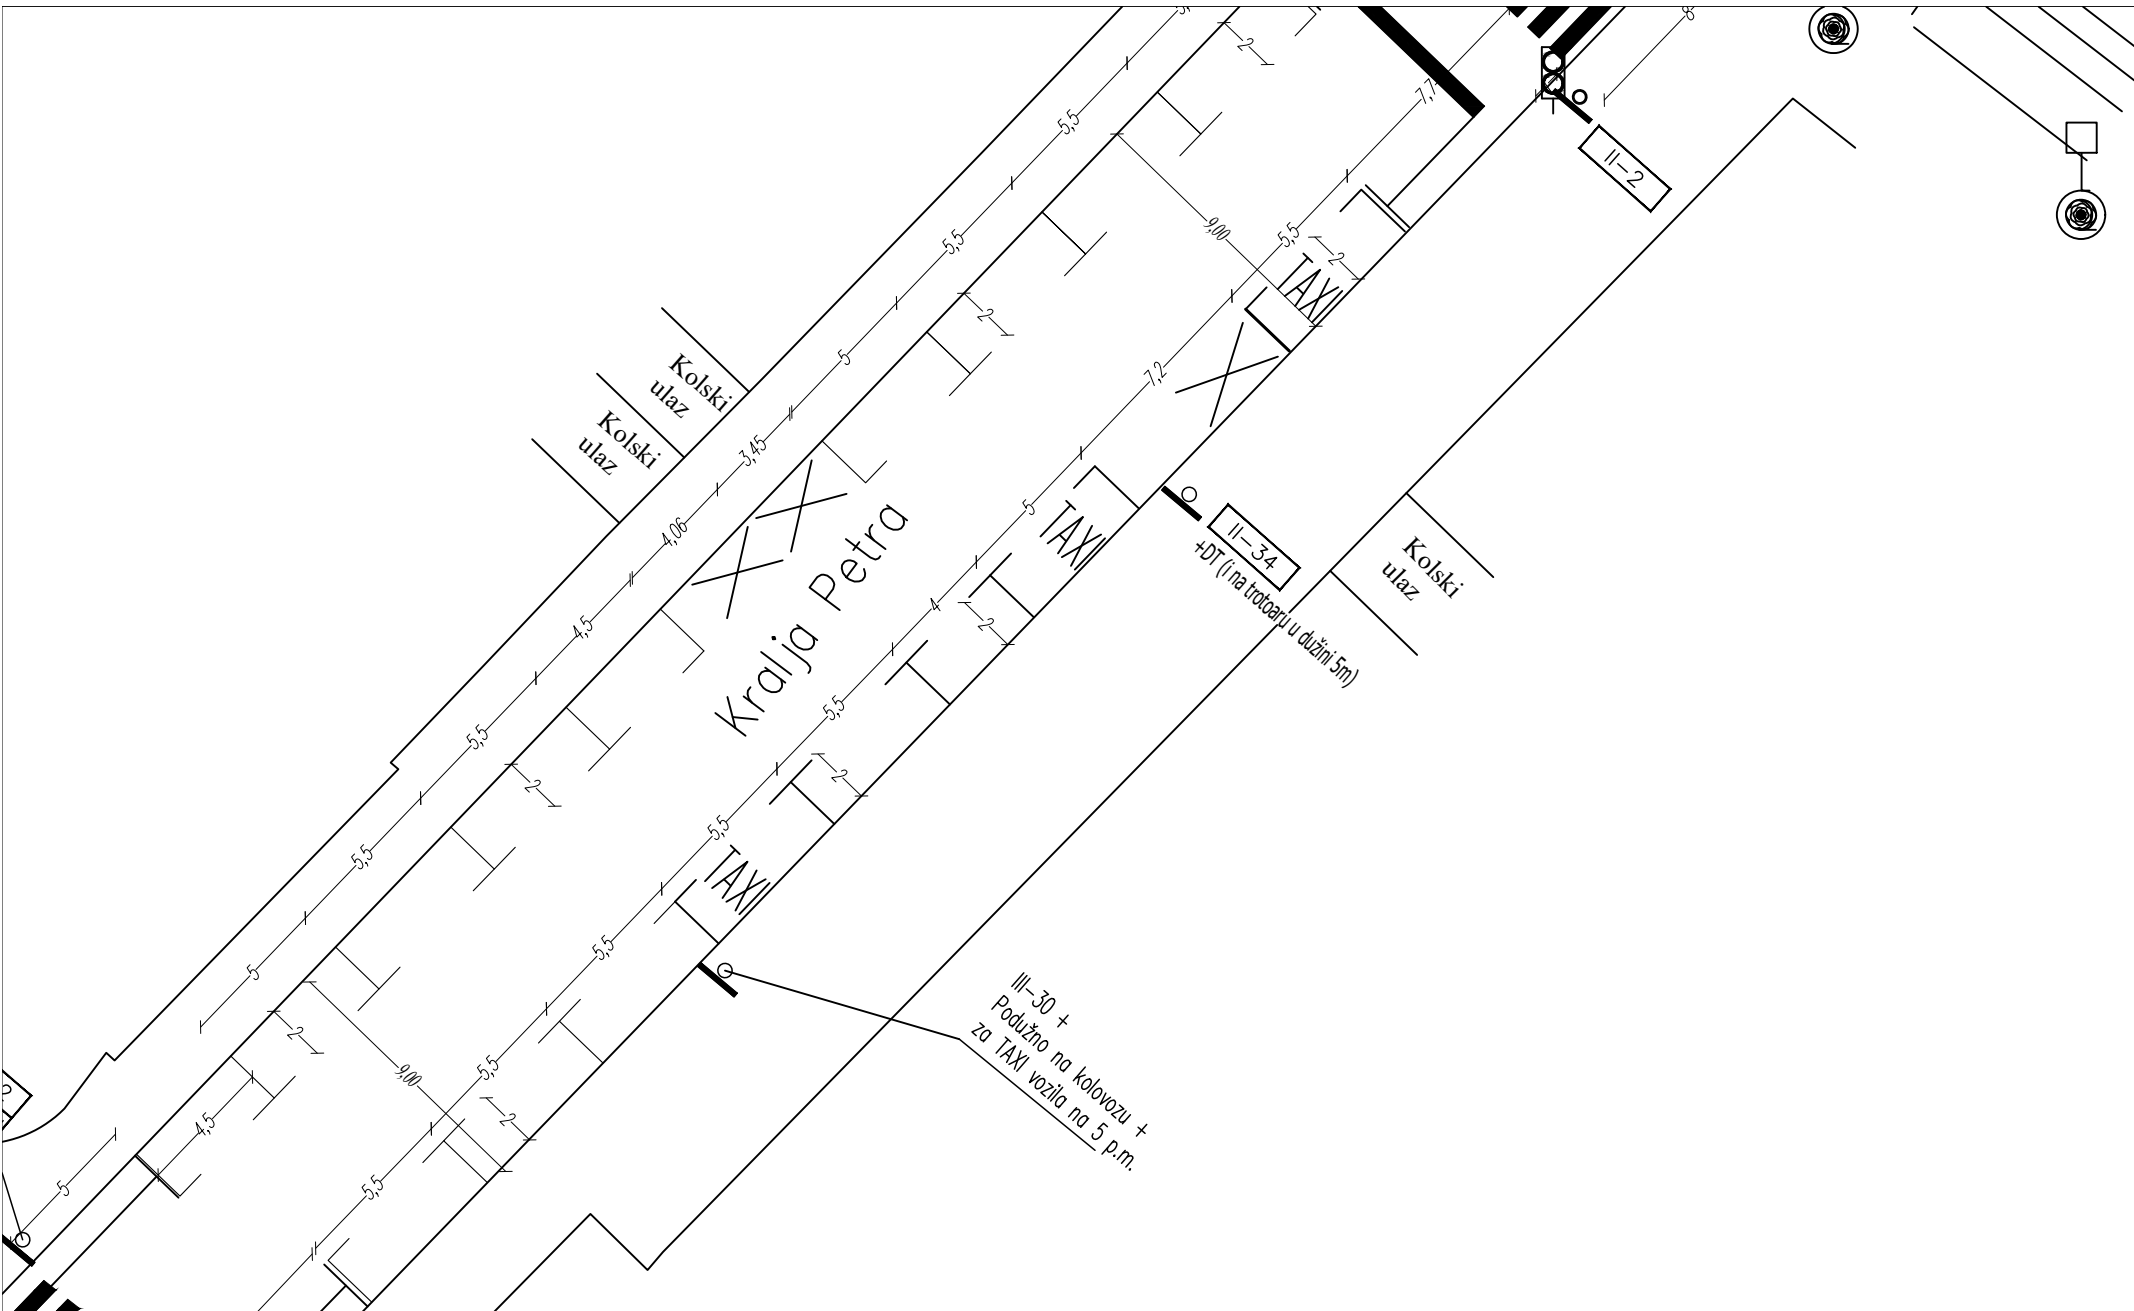 2
5,5
7,7
8
II-2
9,00
5,5
5,5
2
TAXI
2
Kolski
ulaz
5
7,2
Kolski
ulaz
3,45
4,06
5
TAXI
II-34
+DT (i na trotoaru u dužini 5m)
Kolski
ulaz
Kralja Petra
4,5
4
2
5,5
5,5
2
2
5,5
5,5
TAXI
5
5,5
2
9,00
5,5
2
4,5
5
5,5
III-30 +
Podužno na kolovozu +
za TAXI vozila na 5 p.m.